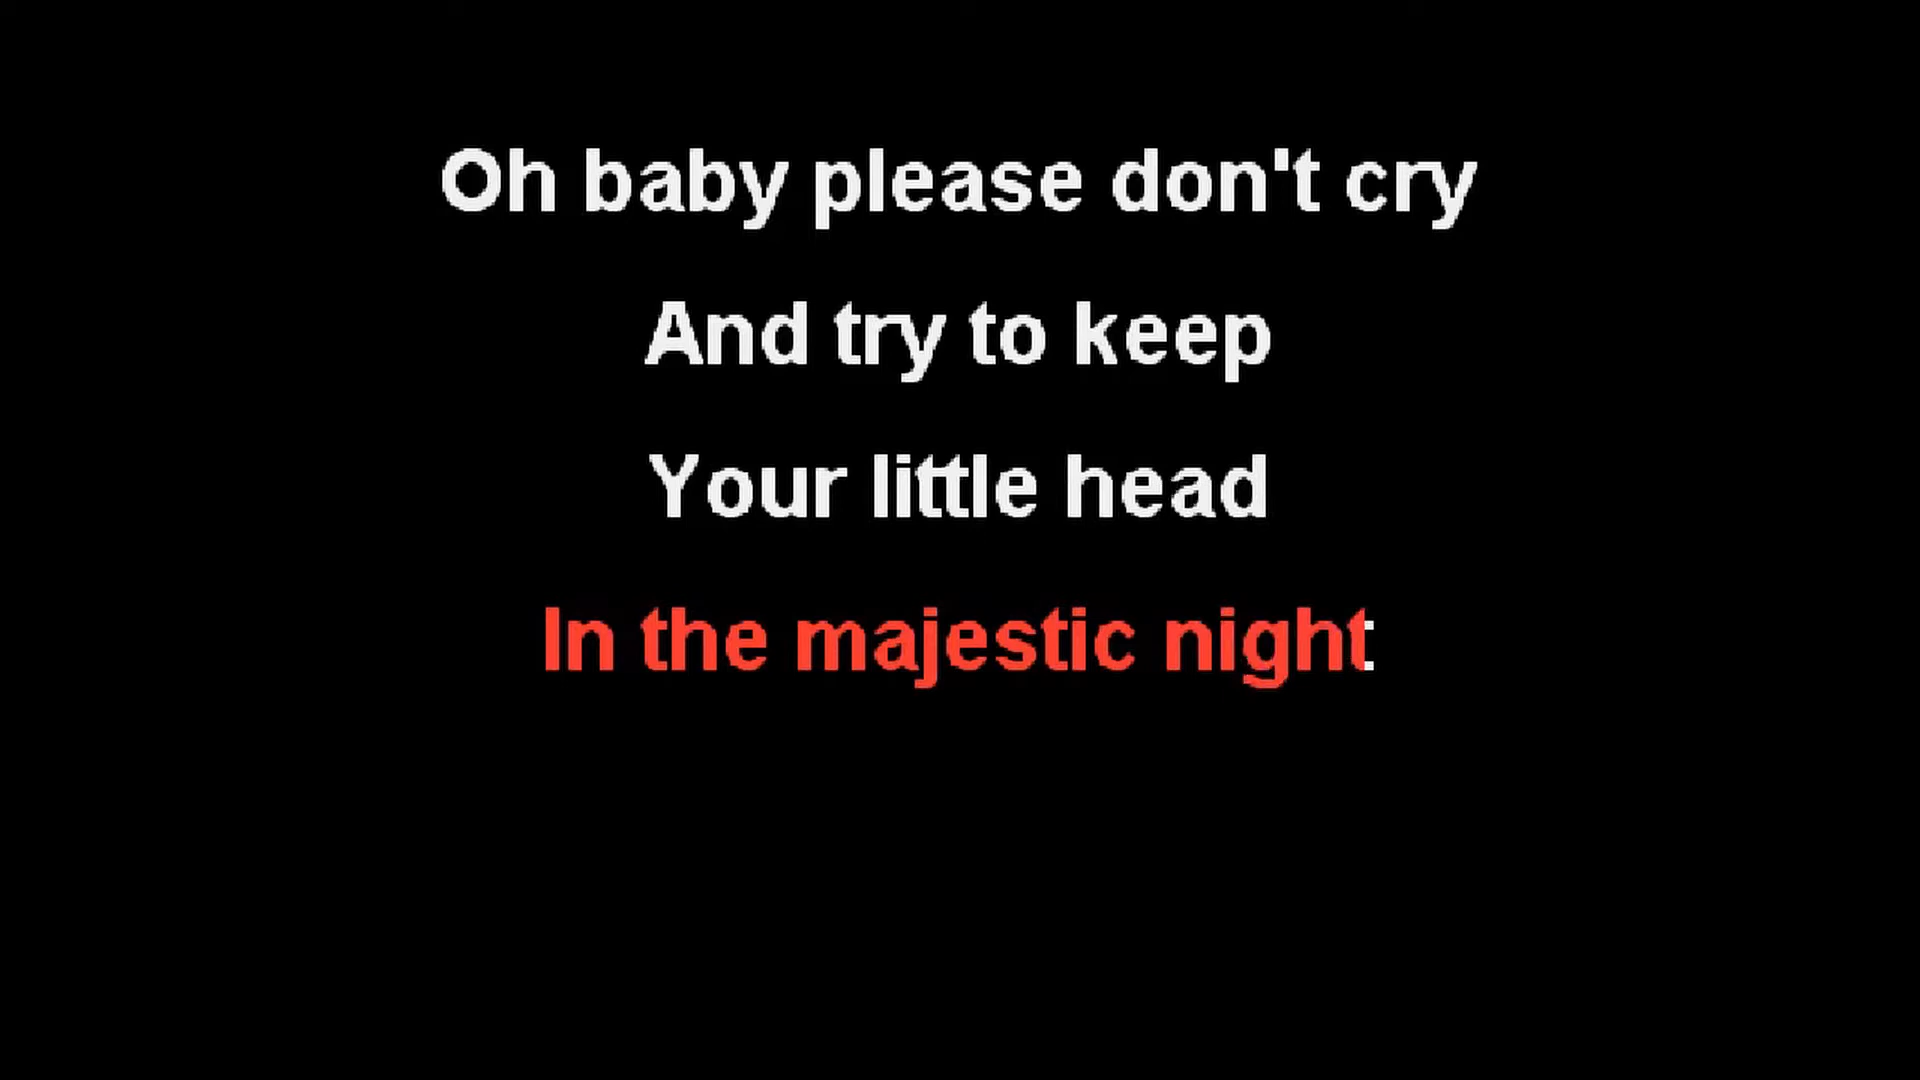 Oh baby please don't cry
And try to keep
Your little head
In the majestic night